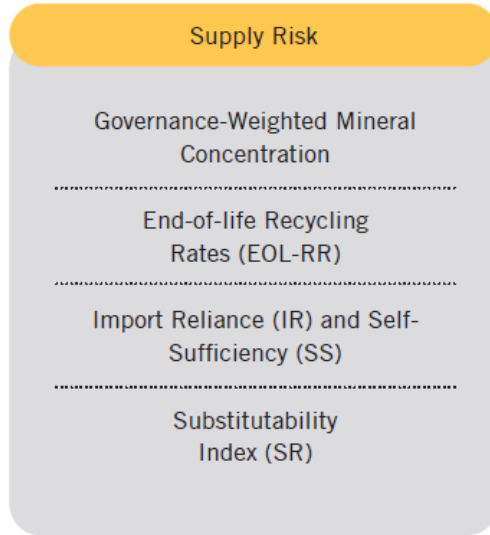 Supply Risk
Governance-Weighted Mineral
Concentration
End-of-life Recycling
Rates (EOL-RR)
Import Reliance (IR) and Self-
Sufficiency (SS)
Substitutability
Index (SR)